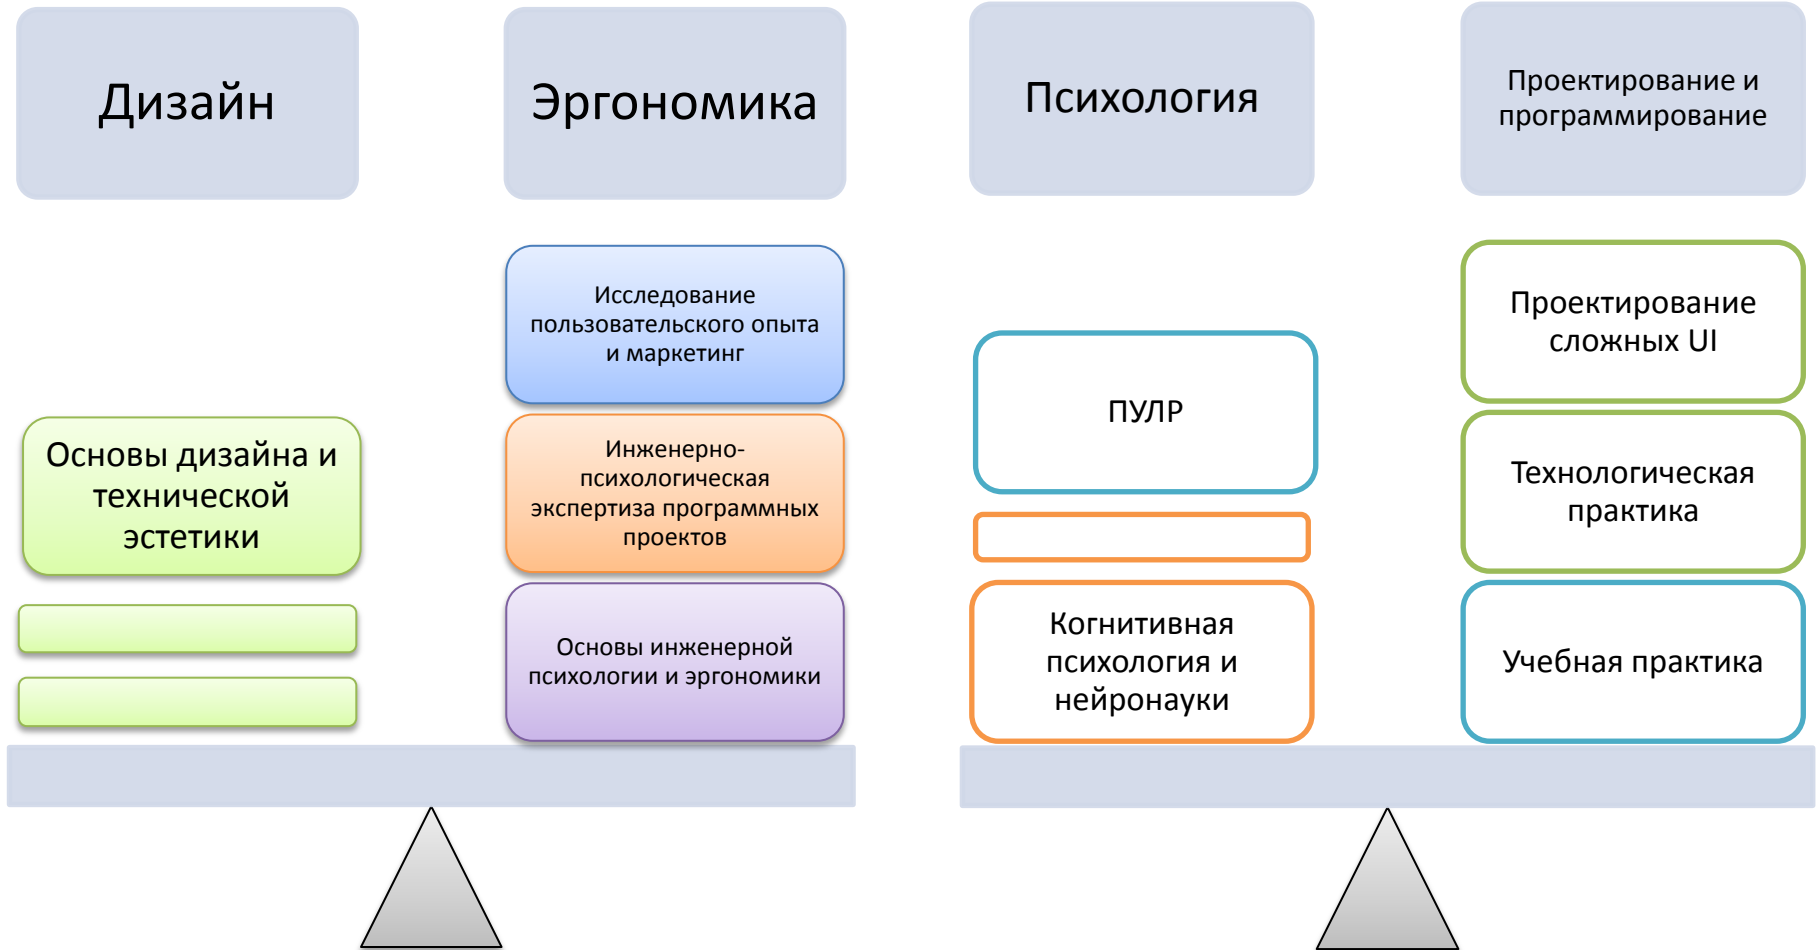 Дизайн
Эргономика
Психология
Проектирование и
программирование
Основы дизайна и
технической
эстетики
Исследование
пользовательского опыта
и маркетинг
Инженерно-
психологическая
экспертиза программных
проектов
Основы инженерной
психологии и эргономики
ПУЛР
Когнитивная
психология и
нейронауки
Проектирование
сложных UI
Технологическая
практика
Учебная практика